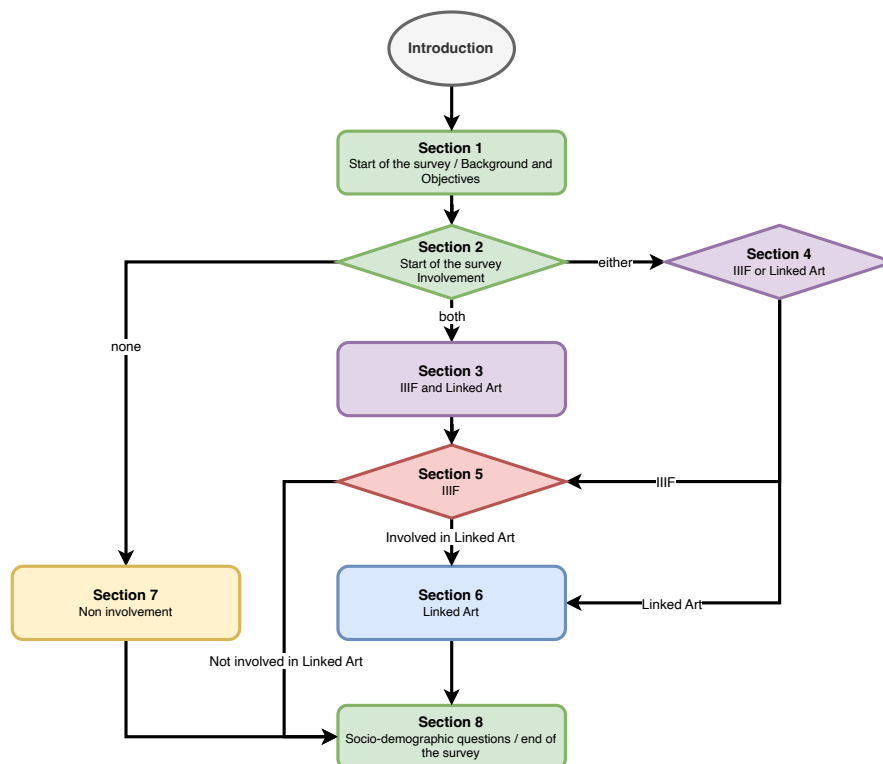 Introduction
Section 1
Start of the survey / Background and
Objectives
Section 2
Start of the survey
Involvement
either
Section 4
IIIF or Linked Art
both
none
Section 3
IIIF and Linked Art
Section 5
IIIF
IIIF
Involved in Linked Art
Section 7
Non involvement
Section 6
Linked Art
Linked Art
Not involved in Linked Art
Section 8
Socio-demographic questions / end of
the survey